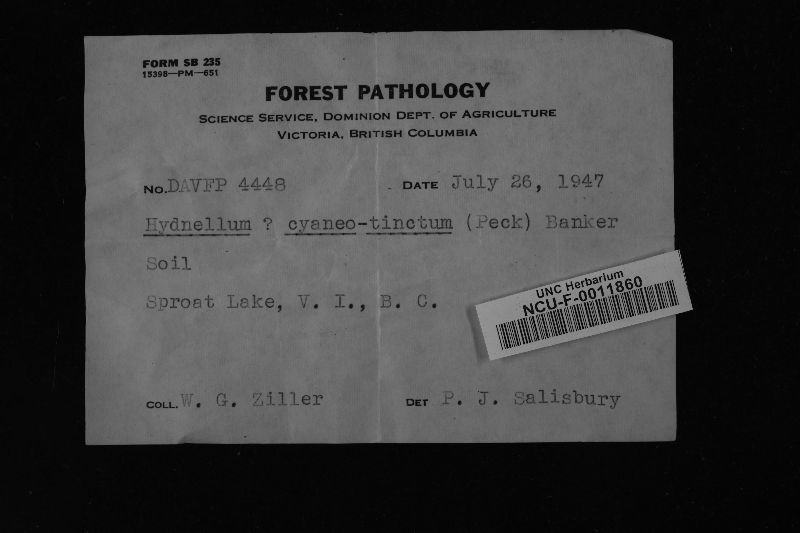 FORM SB 235
15398—PM—651
FOREST PATHOLOGY
SCIENCE SERVICE, DOMINION DEPT. OF AGRICULTURE
VICTORIA, BRITISH COLUMBIA
NO. DAVFP 4448 DATE July 26, 1947
Hydnellum ? cyaneo-tinctum (Peck) Banker
Soil
Sproat Lake, V. I., B. C.
UNC Herbarium
NCU-F-0011860
COLL. W. G. Ziller DET P. J. Salisbury